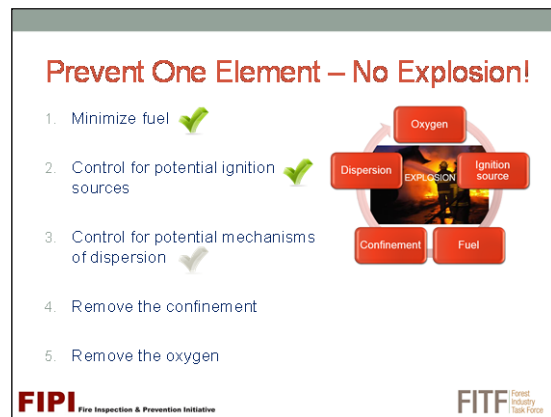 Prevent One Element – No Explosion!
1. Minimize fuel
2. Control for potential ignition
sources
3. Control for potential mechanisms
of dispersion
4. Remove the confinement
5. Remove the oxygen
Oxygen
Ignition
source
Fuel
Confinement
Dispersion
EXPLOSION
FIPI Fire Inspection & Prevention Initiative
FITF Forest
Industry
Task Force